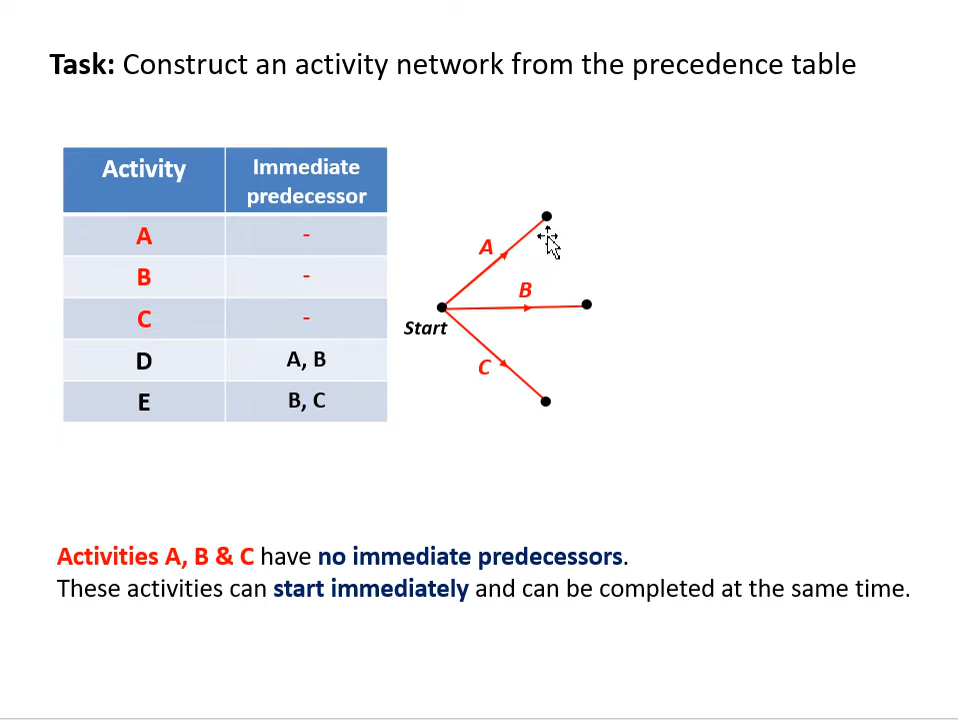 Task: Construct an activity network from the precedence table
Activity
Immediate
predecessor
A -
B -
C -
D A, B
E B, C
A
B
Start
C
Activities A, B & C have no immediate predecessors.
These activities can start immediately and can be completed at the same time.